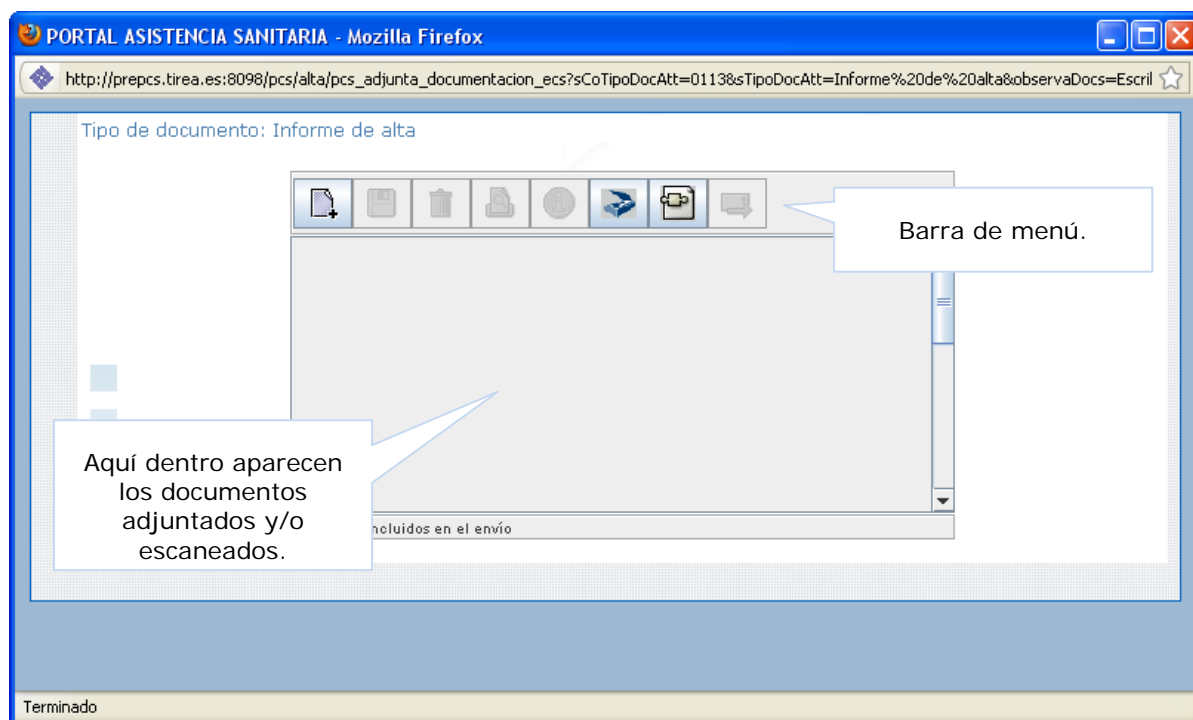 PORTAL ASISTENCIA SANITARIA - Mozilla Firefox
http://prepcs.tirea.es:8098/pcs/alta/pcs_adjunta_documentacion_ecs?sCoTipoDocAtt=0113&sTipoDocAtt=Informe%20de%20alta&observaDocs=Escril
Tipo de documento: Informe de alta
Barra de menú.
Aquí dentro aparecen
los documentos
adjuntados y/o
escaneados.
ncluidos en el envío
Terminado